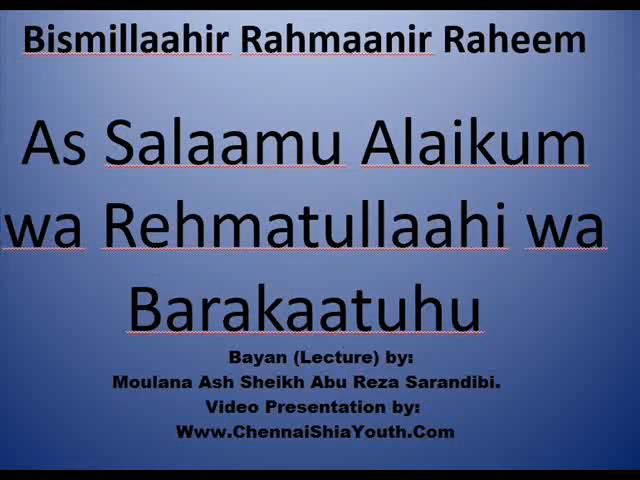 Bismillaahir Rahmaanir Raheem
As Salaamu Alaikum
wa Rehmatullaahi wa
Barakaatuhu
Bayan (Lecture) by:
Moulana Ash Sheikh Abu Reza Sarandibi.
Video Presentation by:
Www.ChennaiShiaYouth.Com